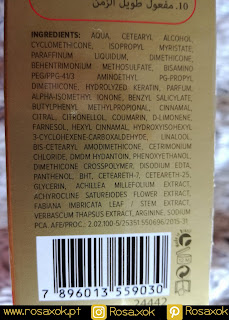 10. مفعول طويل الزمن
INGREDIENTS: AQUA, CETEARYL ALCOHOL,
CYCLOMETHICONE, ISOPROPYL MYRISTATE,
PARAFFINUM LIQUIDUM, DIMETHICONE,
BEHENTRIMONIUM METHOSULFATE, BISAMINO
PEG/PPG-41/3 AMINOETHYL PG-PROPYL
DIMETHICONE, HYDROLYZED KERATIN, PARFUM,
ALPHA-ISOMETHYL IONONE, BENZYL SALICYLATE,
BUTYLPHENYL METHYLPROPIONAL, CINNAMAL,
CITRAL, CITRONELLOL, COUMARIN, D-LIMONENE,
FARNESOL, HEXYL CINNAMAL, HYDROXYISOHEXYL
3-CYCLOHEXENE-CARBOXALDEHYDE, LINALOOL,
BIS-CETEARYL AMODIMETHICONE, CETRIMONIUM
CHLORIDE, DMDM HYDANTOIN, PHENOXYETHANOL,
DIMETHICONE CROSSPOLYMER, DISODIUM EDTA,
PANTHENOL, BHT, CETETH-7, CETEARETH-25,
GLYCERIN, ACHILLEA MILLEFOLIUM EXTRACT,
ACHYROCLINE SATUREIOIDES FLOWER EXTRACT,
FABIANA IMBRICATA LEAF / STEM EXTRACT,
VERBASCUM THAPSUS EXTRACT, ARGININE, SODIUM
PCA
7 896013 559030
24442
www.rosaxok.pt Rosa.xok Rosaxok